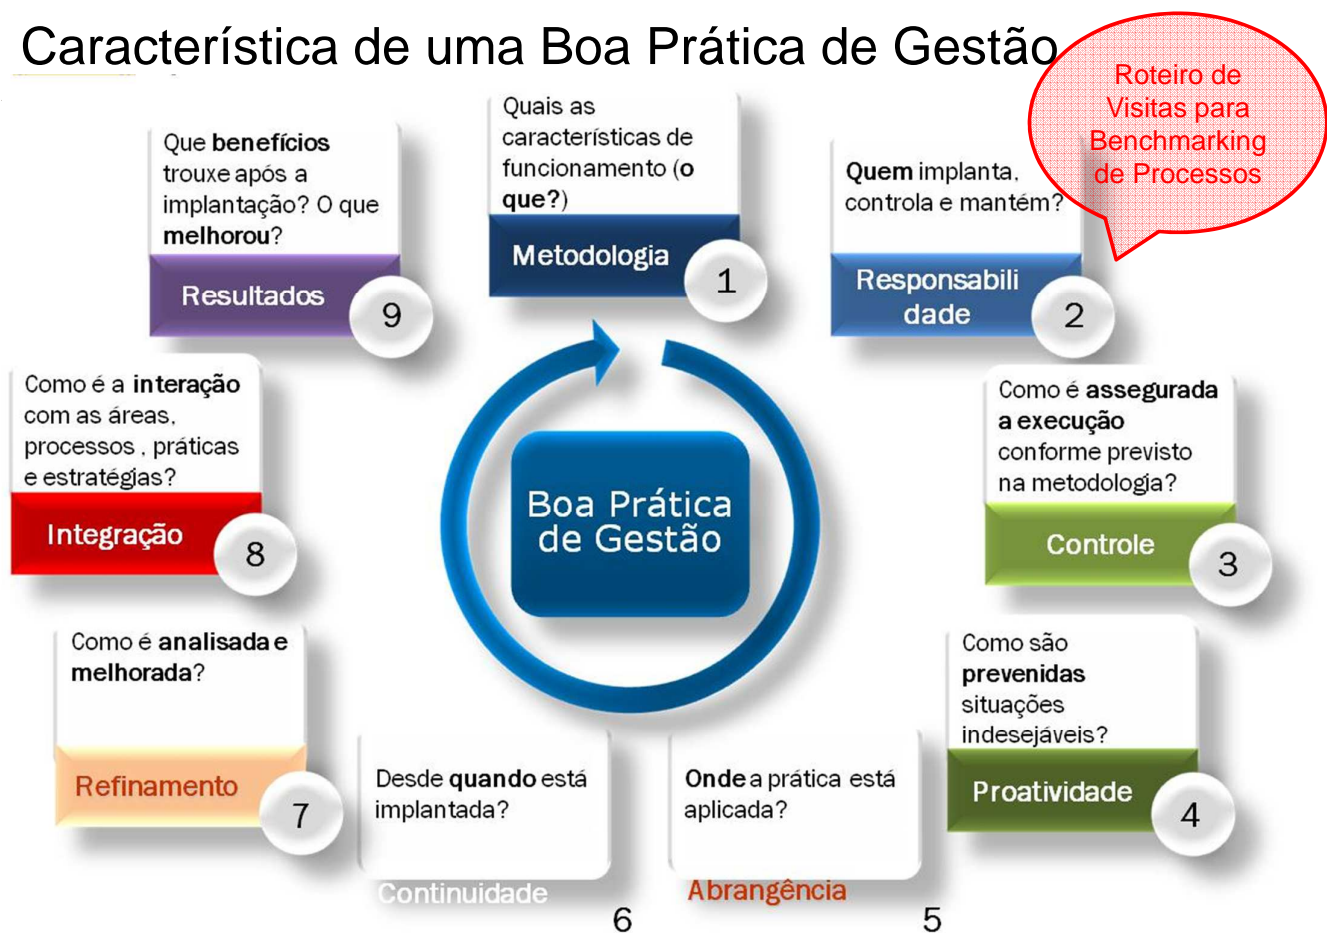 Característica de uma Boa Prática de Gestão
Roteiro de
Visitas para
Benchmarking
de Processos
Quais as
características de
funcionamento (o
que?)
Metodologia
1
Quem implanta,
controla e mantém?
Responsabili
dade
2
Como é assegurada
a execução
conforme previsto
na metodologia?
Controle
3
Como são
prevenidas
situações
indesejáveis?
Proatividade
4
Onde a prática está
aplicada?
Abrangência
5
Desde quando está
implantada?
Continuidade
6
Como é analisada e
melhorada?
Refinamento
7
Como é a interação
com as áreas,
processos , práticas
e estratégias?
Integração
8
Que benefícios
trouxe após a
implantação? O que
melhorou?
Resultados
9
Boa Prática
de Gestão